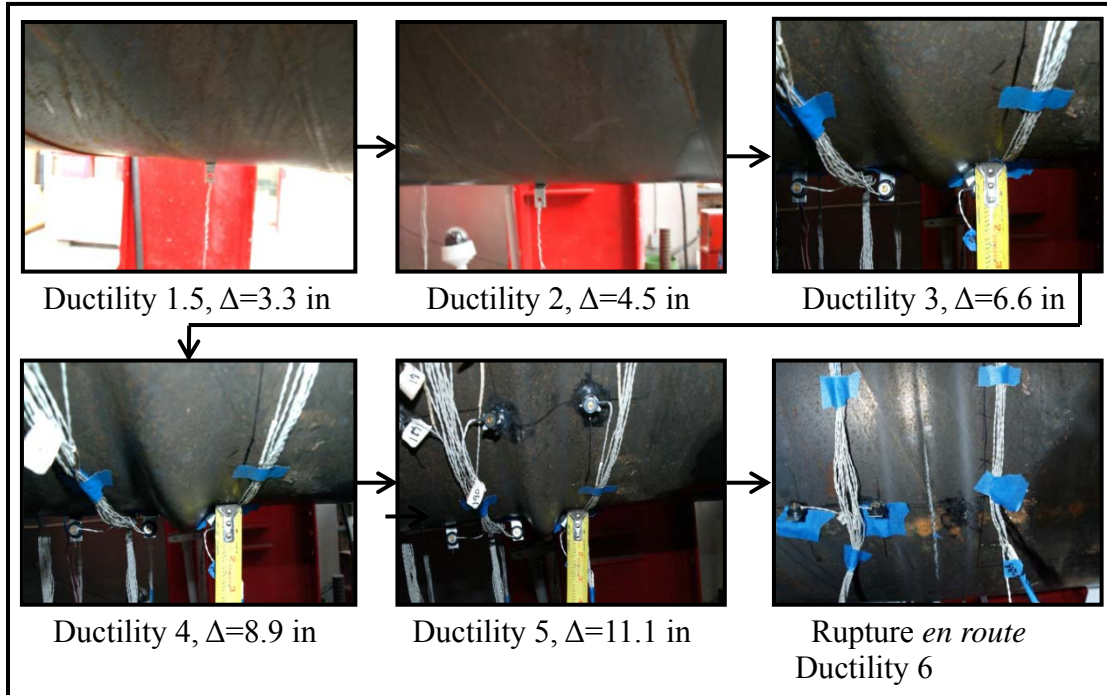 Ductility 1.5, Δ=3.3 in
Ductility 2, Δ=4.5 in
Ductility 3, Δ=6.6 in
Ductility 4, Δ=8.9 in
Ductility 5, Δ=11.1 in
Rupture en route
Ductility 6